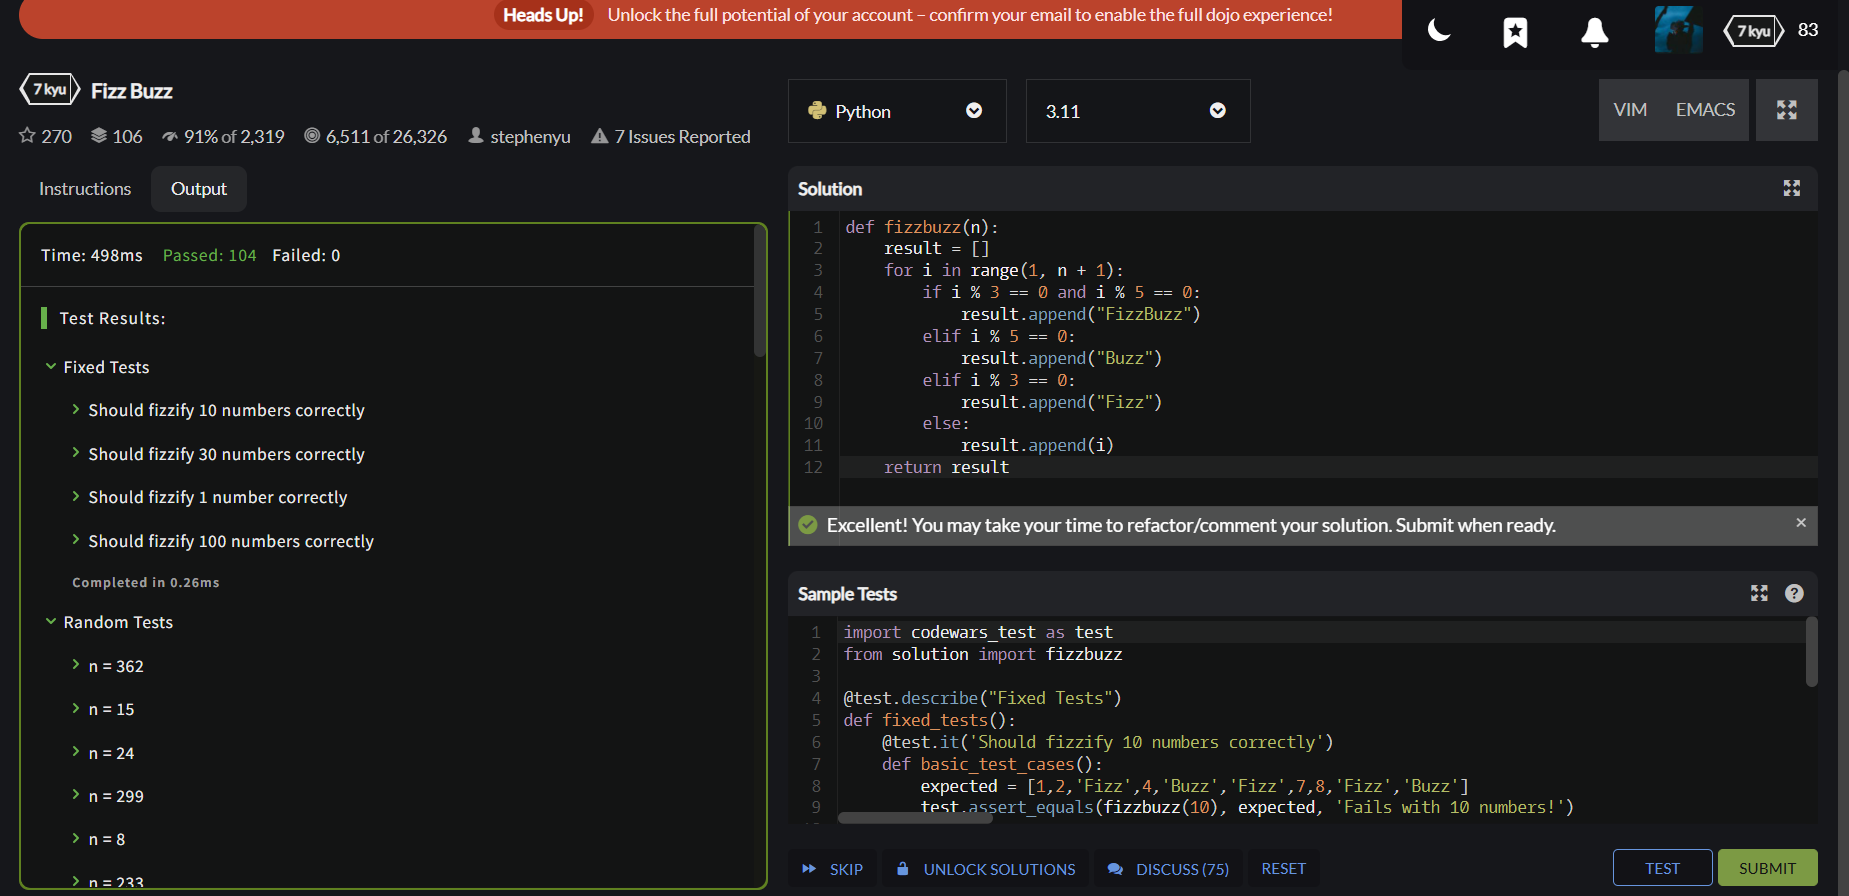 Heads Up! Unlock the full potential of your account – confirm your email to enable the full dojo experience!
7 kyu 83
7 kyu Fizz Buzz
270 106 91% of 2,319 6,511 of 26,326 stephenyu 7 Issues Reported
Instructions Output
Time: 498ms Passed: 104 Failed: 0
Test Results:
Fixed Tests
Should fizzify 10 numbers correctly
Should fizzify 30 numbers correctly
Should fizzify 1 number correctly
Should fizzify 100 numbers correctly
Completed in 0.26ms
Random Tests
n = 362
n = 15
n = 24
n = 299
n = 8
n = 233
Python 3.11 VIM EMACS
Solution
1 def fizzbuzz(n):
2     result = []
3     for i in range(1, n + 1):
4         if i % 3 == 0 and i % 5 == 0:
5             result.append("FizzBuzz")
6         elif i % 5 == 0:
7             result.append("Buzz")
8         elif i % 3 == 0:
9             result.append("Fizz")
10         else:
11             result.append(i)
12     return result
Excellent! You may take your time to refactor/comment your solution. Submit when ready. ×
Sample Tests ?
1 import codewars_test as test
2 from solution import fizzbuzz
3
4 @test.describe("Fixed Tests")
5 def fixed_tests():
6     @test.it('Should fizzify 10 numbers correctly')
7     def basic_test_cases():
8         expected = [1,2,'Fizz',4,'Buzz','Fizz',7,8,'Fizz','Buzz']
9         test.assert_equals(fizzbuzz(10), expected, 'Fails with 10 numbers!')
SKIP UNLOCK SOLUTIONS DISCUSS (75) RESET TEST SUBMIT